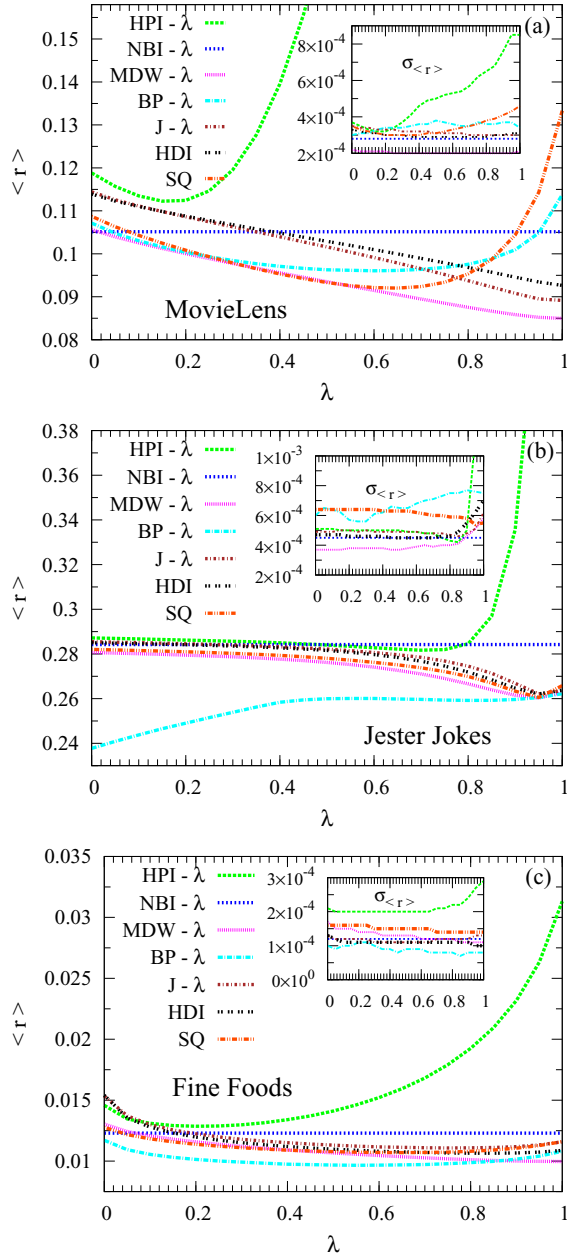 (a)
HPI - λ
NBI - λ
MDW - λ
BP - λ
J - λ
HDI
SQ
0.15
0.14
0.13
0.12
0.11
0.1
0.09
0.08
< r >
8×10⁻⁴
6×10⁻⁴
4×10⁻⁴
2×10⁻⁴
σ< r >
0 0.2 0.4 0.6 0.8 1
MovieLens
0 0.2 0.4 0.6 0.8 1
λ
(b)
HPI - λ
NBI - λ
MDW - λ
BP - λ
J - λ
HDI
SQ
0.38
0.36
0.34
0.32
0.3
0.28
0.26
0.24
< r >
1×10⁻³
8×10⁻⁴
6×10⁻⁴
4×10⁻⁴
2×10⁻⁴
σ< r >
0 0.2 0.4 0.6 0.8 1
Jester Jokes
0 0.2 0.4 0.6 0.8 1
λ
(c)
HPI - λ
NBI - λ
MDW - λ
BP - λ
J - λ
HDI
SQ
0.035
0.03
0.025
0.02
0.015
0.01
< r >
3×10⁻⁴
2×10⁻⁴
1×10⁻⁴
0×10⁰
σ< r >
0 0.2 0.4 0.6 0.8 1
Fine Foods
0.0 0.2 0.4 0.6 0.8 1
λ